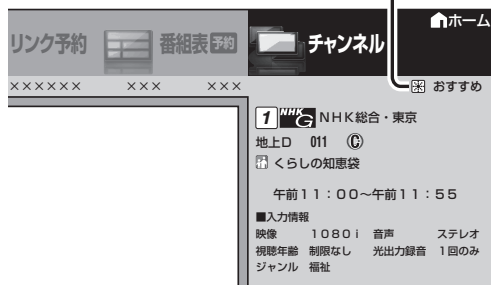 ホーム
リンク予約 番組表 予約 チャンネル
×××××× ××× ××× おすすめ
1 NHK G NHK総合・東京
地上D 011 Ⓒ
くらしの知恵袋
午前11:00~午前11:55
■入力情報
映像 1080i 音声 ステレオ
視聴年齢 制限なし 光出力録音 1回のみ
ジャンル 福祉